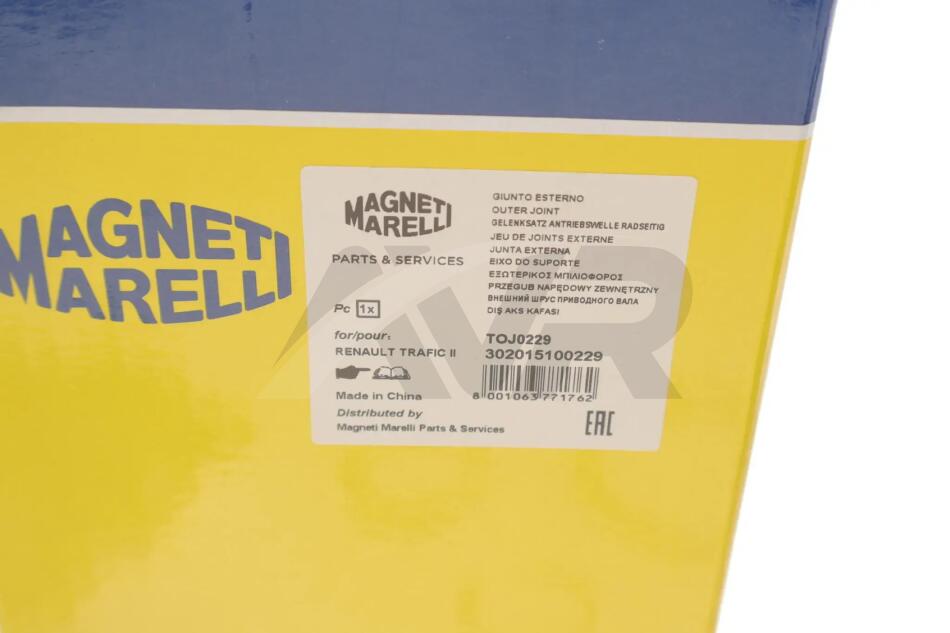 MAGNETI
MARELLI
MAGNETI
MARELLI
PARTS & SERVICES
Pc 1x
for/pour:
RENAULT TRAFIC II
Made in China
Distributed by
Magneti Marelli Parts & Services
GIUNTO ESTERNO
OUTER JOINT
GELENKSATZ ANTRIEBSWELLE RADSEITIG
JEU DE JOINTS EXTERNE
JUNTA EXTERNA
EIXO DO SUPORTE
ΕΞΩΤΕΡΙΚΟΣ ΜΠΙΛΙΟΦΟΡΟΣ
PRZEGUB NAPĘDOWY ZEWNĘTRZNY
ВНЕШНИЙ ШРУС ПРИВОДНОГО ВАЛА
DIŞ AKS KAFASI
TOJ0229
302015100229
8 001063 771762
EAC
AVR